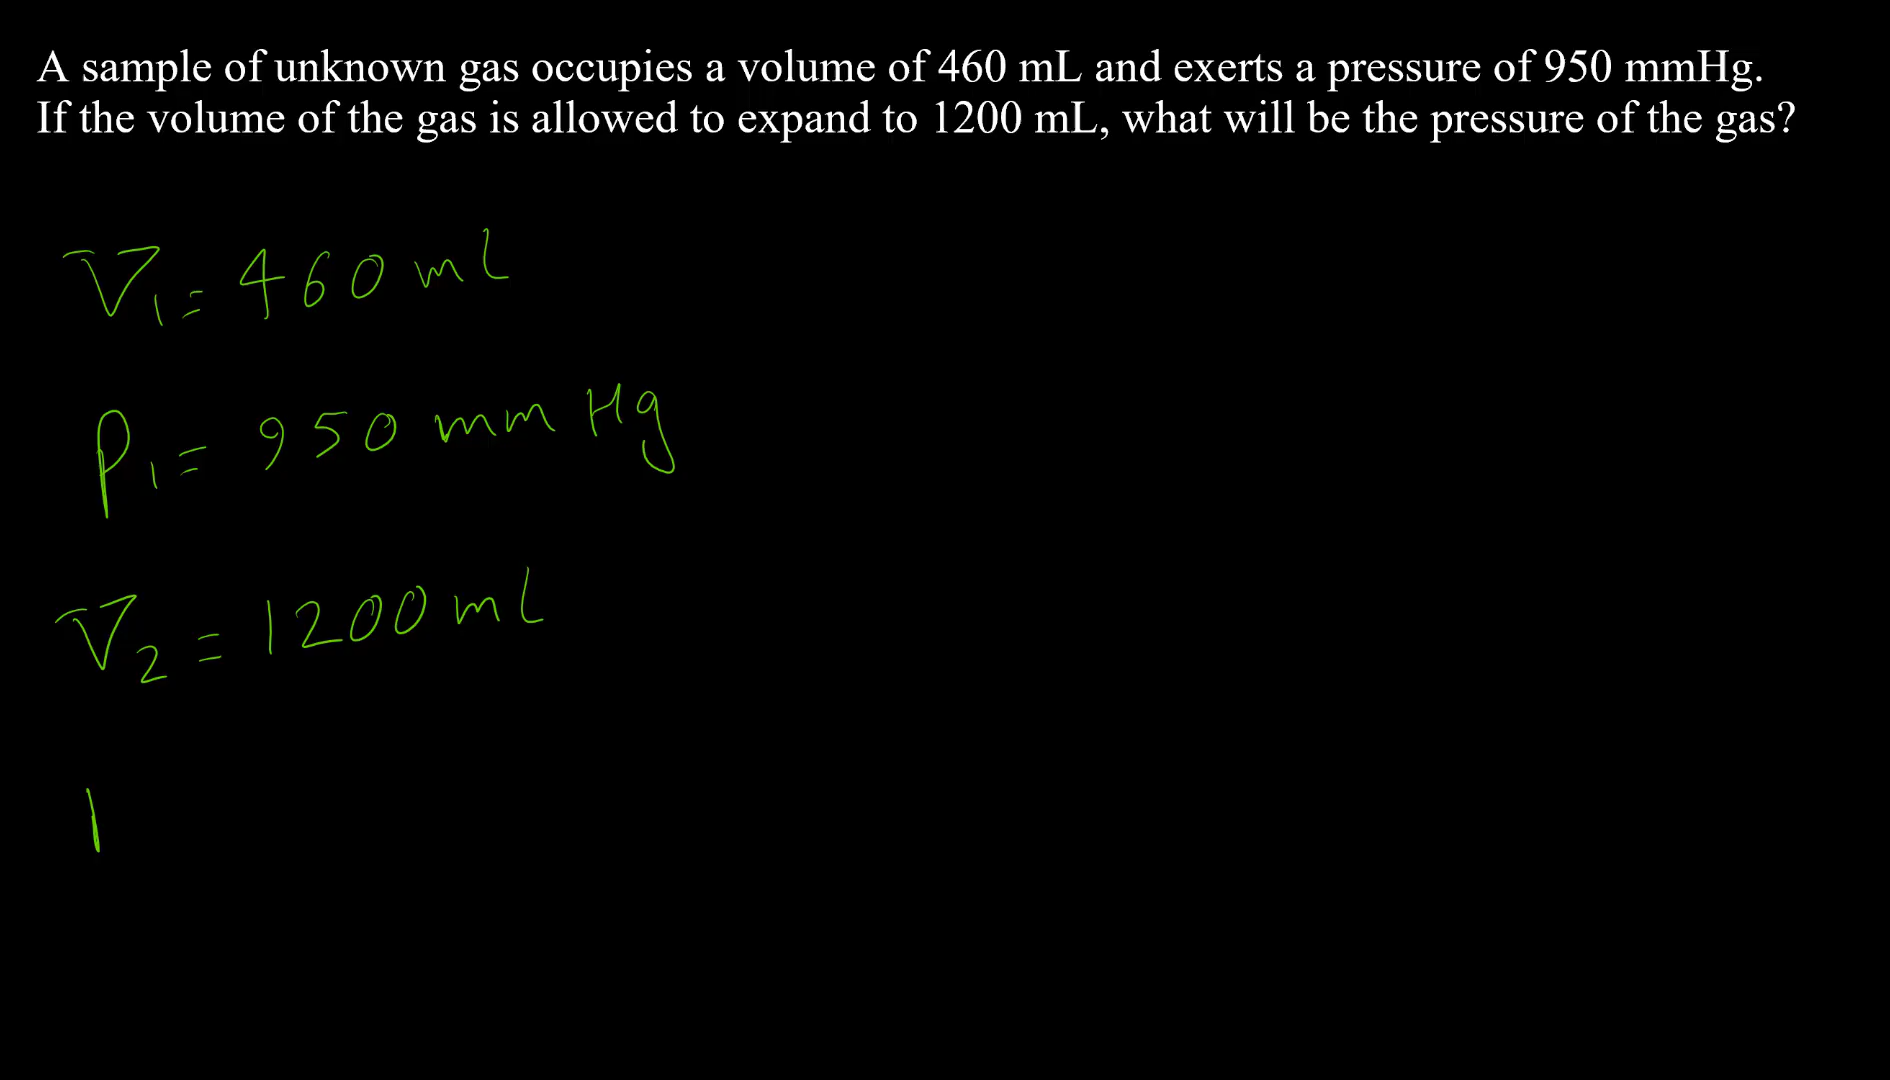 A sample of unknown gas occupies a volume of 460 mL and exerts a pressure of 950 mmHg.
If the volume of the gas is allowed to expand to 1200 mL, what will be the pressure of the gas?
V₁ = 460 mL
P₁ = 950 mm Hg
V₂ = 1200 mL